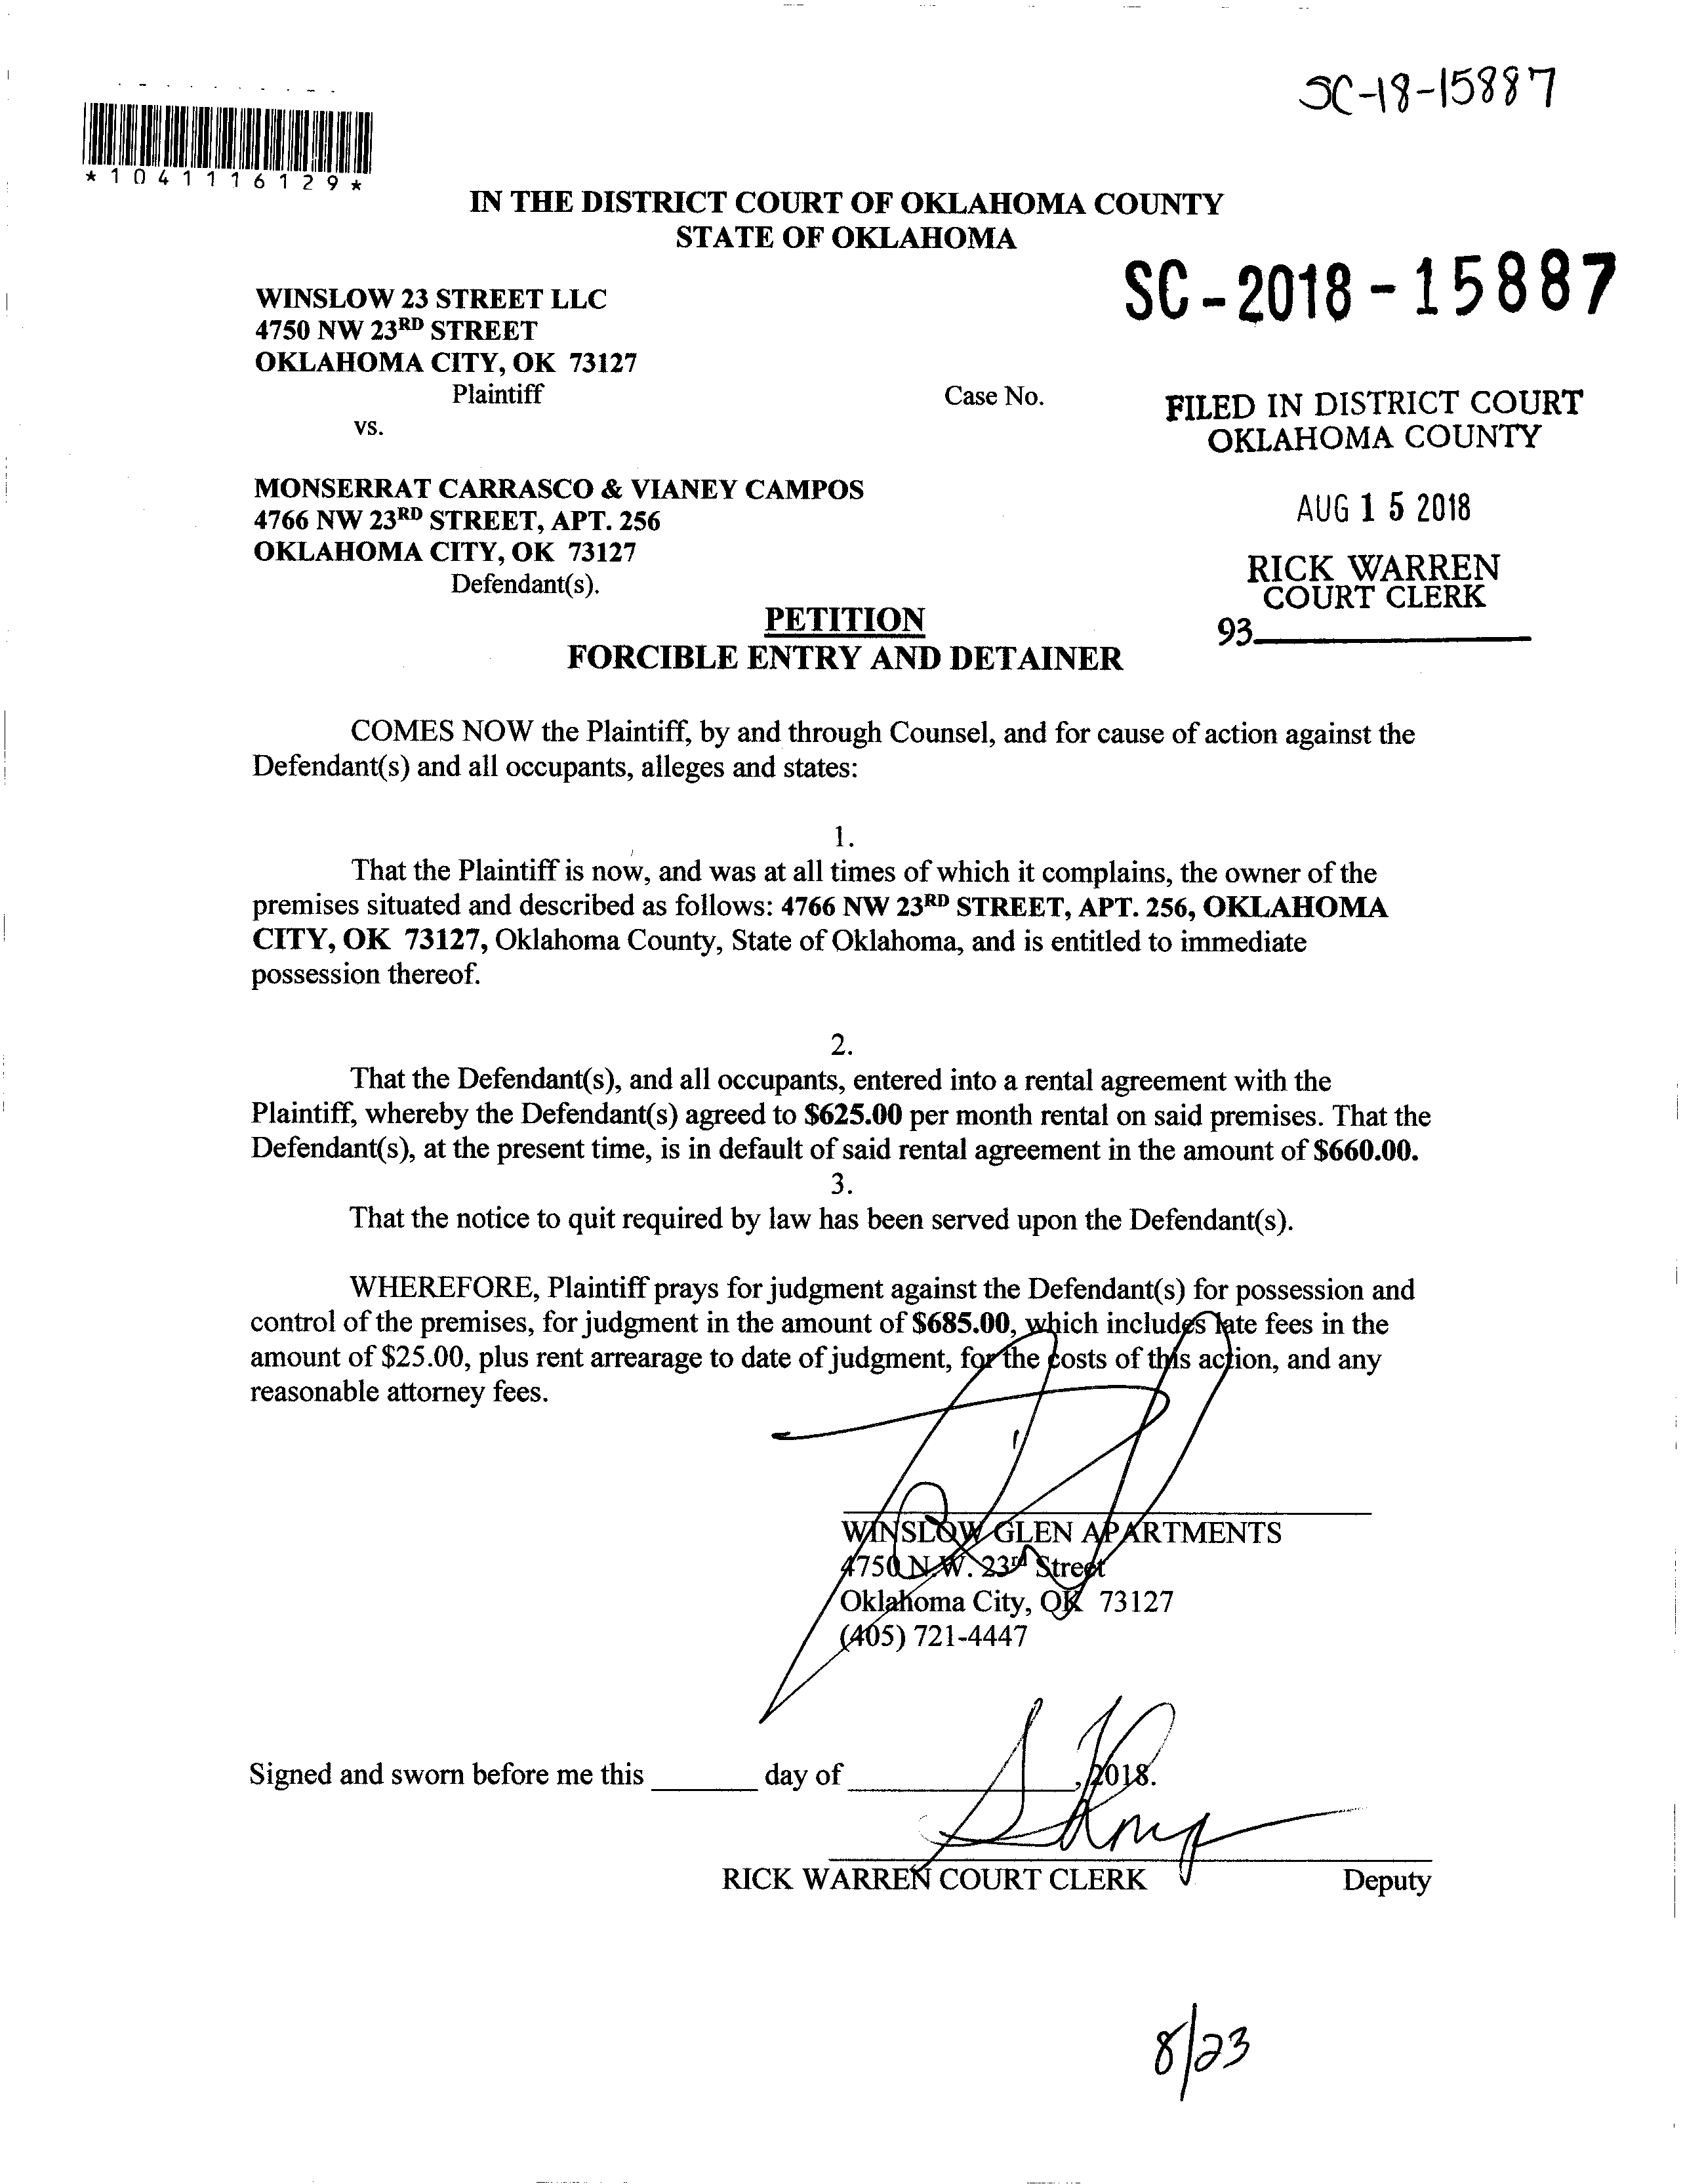 SC-18-15887
*1041116129*
IN THE DISTRICT COURT OF OKLAHOMA COUNTY
STATE OF OKLAHOMA
SC-2018-15887
WINSLOW 23 STREET LLC
4750 NW 23RD STREET
OKLAHOMA CITY, OK 73127
Plaintiff
Case No.
vs.
FILED IN DISTRICT COURT
OKLAHOMA COUNTY
MONSERRAT CARRASCO & VIANEY CAMPOS
4766 NW 23RD STREET, APT. 256
OKLAHOMA CITY, OK 73127
Defendant(s).
AUG 15 2018
RICK WARREN
COURT CLERK
93
PETITION
FORCIBLE ENTRY AND DETAINER
COMES NOW the Plaintiff, by and through Counsel, and for cause of action against the
Defendant(s) and all occupants, alleges and states:
1.
That the Plaintiff is now, and was at all times of which it complains, the owner of the
premises situated and described as follows: 4766 NW 23RD STREET, APT. 256, OKLAHOMA
CITY, OK 73127, Oklahoma County, State of Oklahoma, and is entitled to immediate
possession thereof.
2.
That the Defendant(s), and all occupants, entered into a rental agreement with the
Plaintiff, whereby the Defendant(s) agreed to $625.00 per month rental on said premises. That the
Defendant(s), at the present time, is in default of said rental agreement in the amount of $660.00.
3.
That the notice to quit required by law has been served upon the Defendant(s).
WHEREFORE, Plaintiff prays for judgment against the Defendant(s) for possession and
control of the premises, for judgment in the amount of $685.00, which includes late fees in the
amount of $25.00, plus rent arrearage to date of judgment, for the costs of this action, and any
reasonable attorney fees.
WINSLOW GLEN APARTMENTS
4750 N.W. 23rd Street
Oklahoma City, OK 73127
(405) 721-4447
Signed and sworn before me this ________ day of _________________, 2018.
RICK WARREN COURT CLERK Deputy
8/23